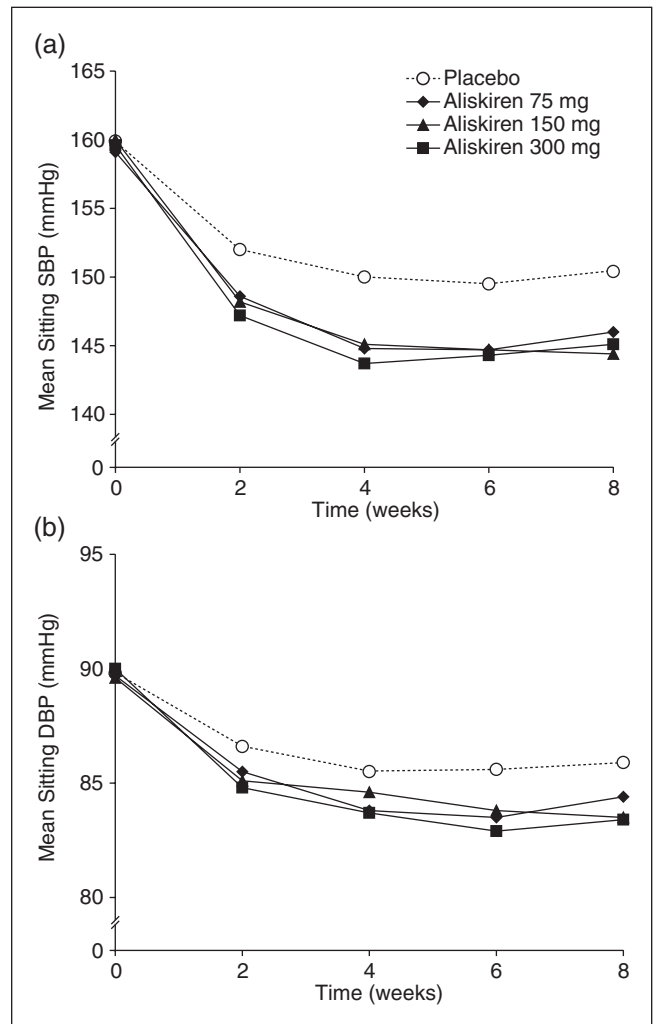 (a)
165
160
155
150
145
140
0
Mean Sitting SBP (mmHg)
Placebo
Aliskiren 75 mg
Aliskiren 150 mg
Aliskiren 300 mg
0 2 4 6 8
Time (weeks)
(b)
95
90
85
80
0
Mean Sitting DBP (mmHg)
0 2 4 6 8
Time (weeks)